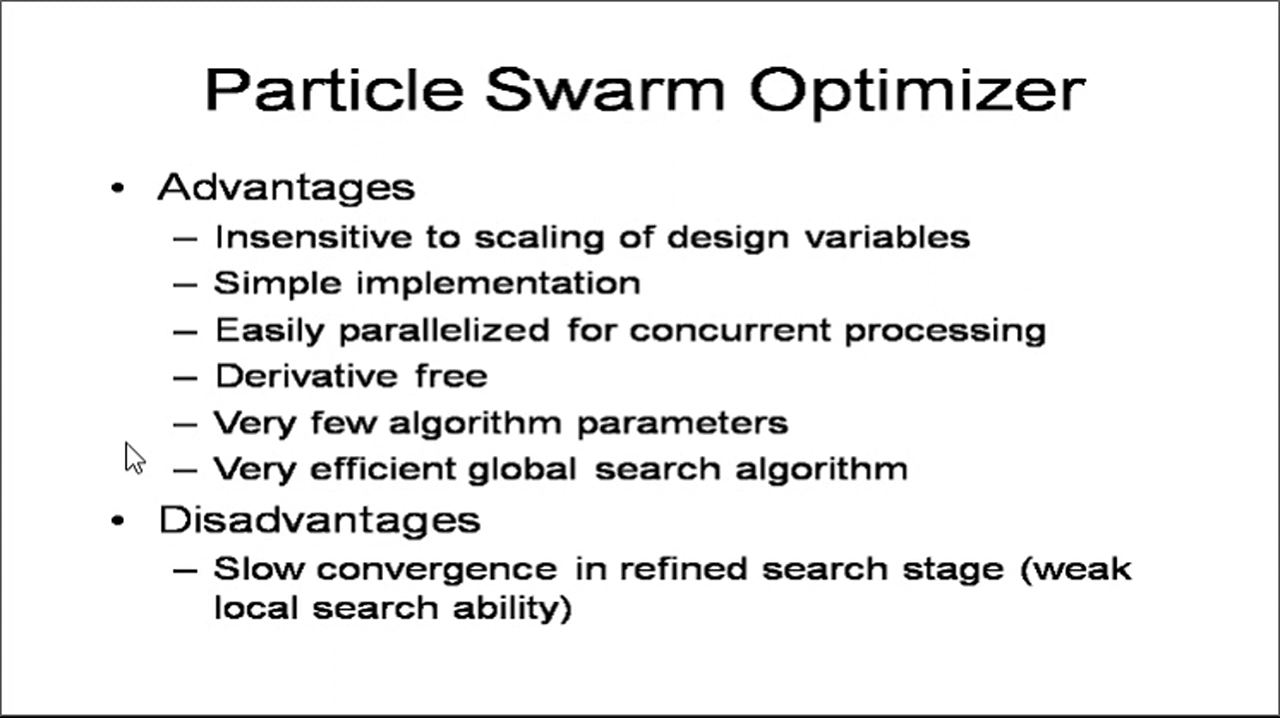 Particle Swarm Optimizer
• Advantages
– Insensitive to scaling of design variables
– Simple implementation
– Easily parallelized for concurrent processing
– Derivative free
– Very few algorithm parameters
– Very efficient global search algorithm
• Disadvantages
– Slow convergence in refined search stage (weak
local search ability)